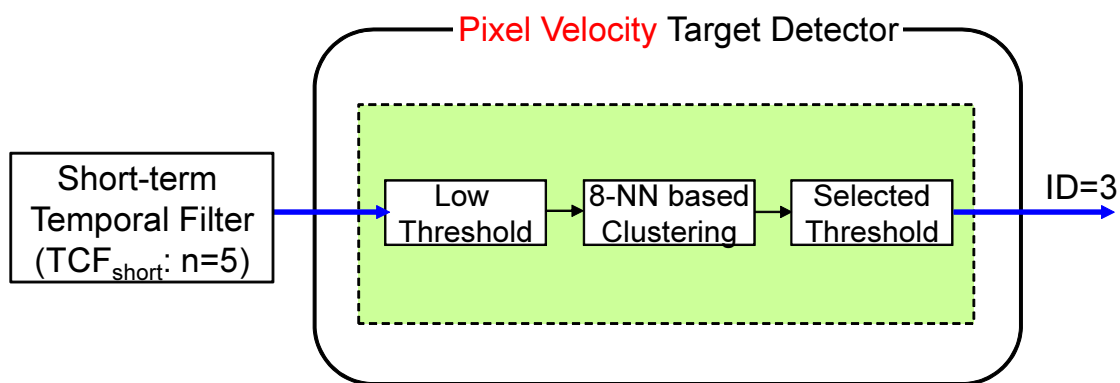 Pixel Velocity Target Detector
Short-term
Temporal Filter
(TCFshort: n=5)
Low
Threshold
8-NN based
Clustering
Selected
Threshold
ID=3